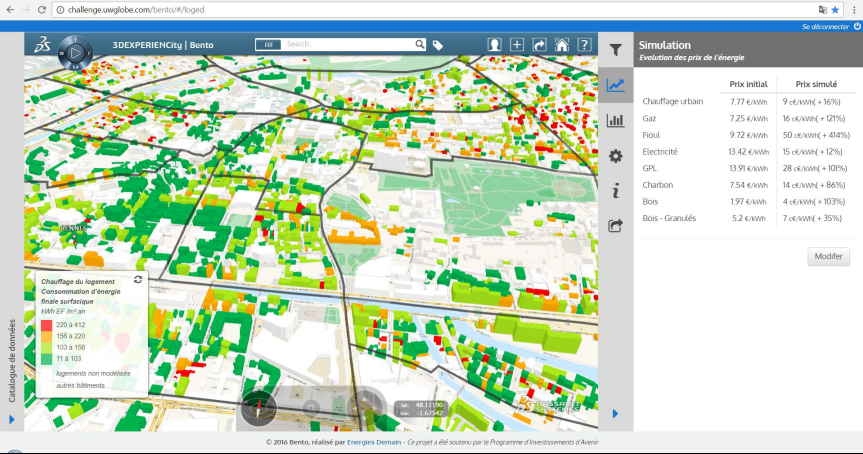 challenge.uwglobe.com/bento/#/loged
Se déconnecter
3DEXPERIENCity | Bento
All
Search
Simulation
Evolution des prix de l'énergie
Prix initial Prix simulé
Chauffage urbain 7.77 €/kWh 9 c€/kWh( + 16%)
Gaz 7.25 €/kWh 16 c€/kWh( + 121%)
Fioul 9.72 €/kWh 50 c€/kWh( + 414%)
Electricité 13.42 €/kWh 15 c€/kWh( + 12%)
GPL 13.91 €/kWh 28 c€/kWh( + 101%)
Charbon 7.54 €/kWh 14 c€/kWh( + 86%)
Bois 1.97 €/kWh 4 c€/kWh( + 103%)
Bois - Granulés 5.2 €/kWh 7 c€/kWh( + 35%)
Modifer
RENNES
Chauffage du logement
Consommation d'énergie
finale surfacique
kWh EF /m².an
220 à 412
156 à 220
103 à 156
11 à 103
logements non modélisés
autres bâtiments
Catalogue de données
lat: 48.11190
lon: -1.67542
DASSAULT
SYSTEMES
© 2016 Bento, réalisé par Energies Demain - Ce projet a été soutenu par le Programme d'Investissements d'Avenir